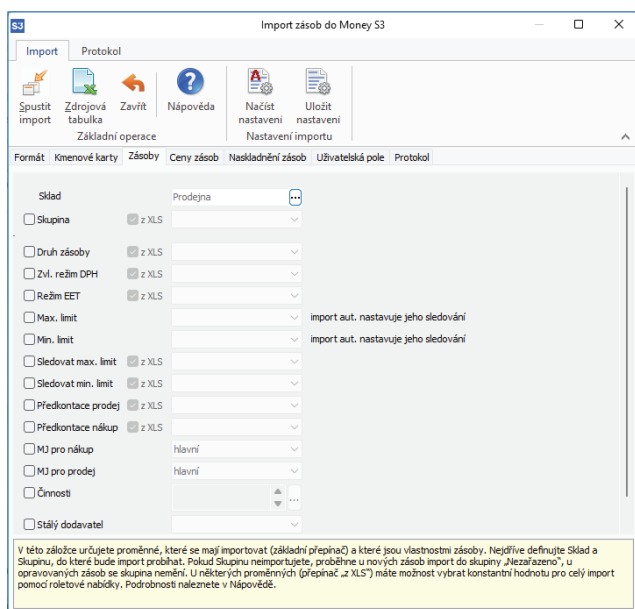 S3 Import zásob do Money S3
Import Protokol
Spustit import Zdrojová tabulka Zavřít Nápověda Načíst nastavení Uložit nastavení
Základní operace Nastavení importu
Formát Kmenové karty Zásoby Ceny zásob Naskladnění zásob Uživatelská pole Protokol
Sklad Prodejna ...
Skupina z XLS
Druh zásoby z XLS
Zvl. režim DPH z XLS
Režim EET z XLS
Max. limit import aut. nastavuje jeho sledování
Min. limit import aut. nastavuje jeho sledování
Sledovat max. limit z XLS
Sledovat min. limit z XLS
Předkontace prodej z XLS
Předkontace nákup z XLS
MJ pro nákup hlavní
MJ pro prodej hlavní
Činnosti ...
Stálý dodavatel
V této záložce určujete proměnné, které se mají importovat (základní přepínač) a které jsou vlastnostmi zásoby. Nejdříve definujte Sklad a
Skupinu, do které bude import probíhat. Pokud Skupinu neimportujete, proběhne u nových zásob import do skupiny „Nezařazeno", u
opravovaných zásob se skupina nemění. U některých proměnných (přepínač „z XLS") máte možnost vybrat konstantní hodnotu pro celý import
pomocí roletové nabídky. Podrobnosti naleznete v Nápovědě.